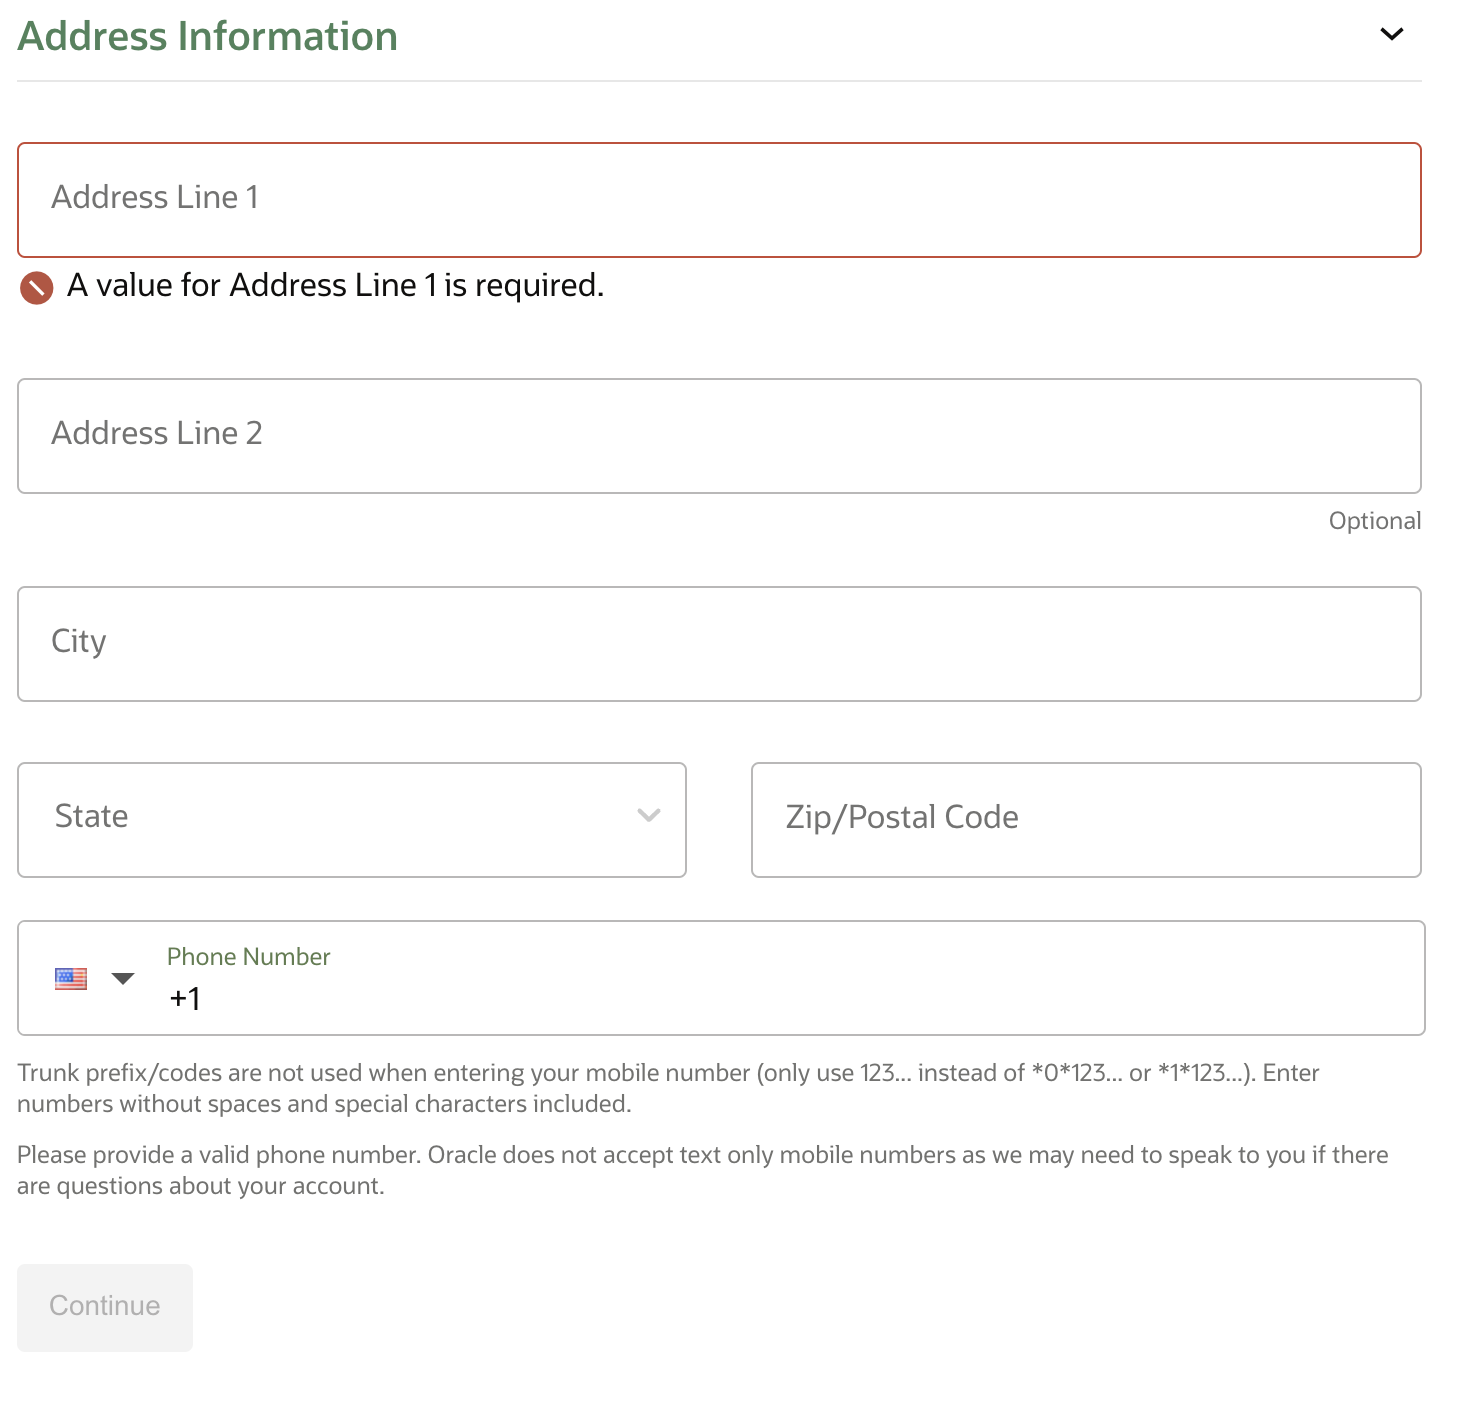 Address Information
Address Line 1
A value for Address Line 1 is required.
Address Line 2
Optional
City
State
Zip/Postal Code
Phone Number
+1
Trunk prefix/codes are not used when entering your mobile number (only use 123... instead of *0*123... or *1*123...). Enter
numbers without spaces and special characters included.
Please provide a valid phone number. Oracle does not accept text only mobile numbers as we may need to speak to you if there
are questions about your account.
Continue